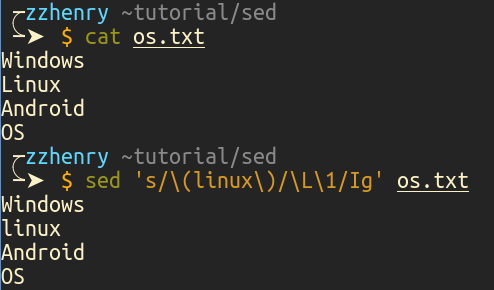 zzhenry ~tutorial/sed
$ cat os.txt
Windows
Linux
Android
OS
zzhenry ~tutorial/sed
$ sed 's/\(linux\)/\L\1/Ig' os.txt
Windows
linux
Android
OS